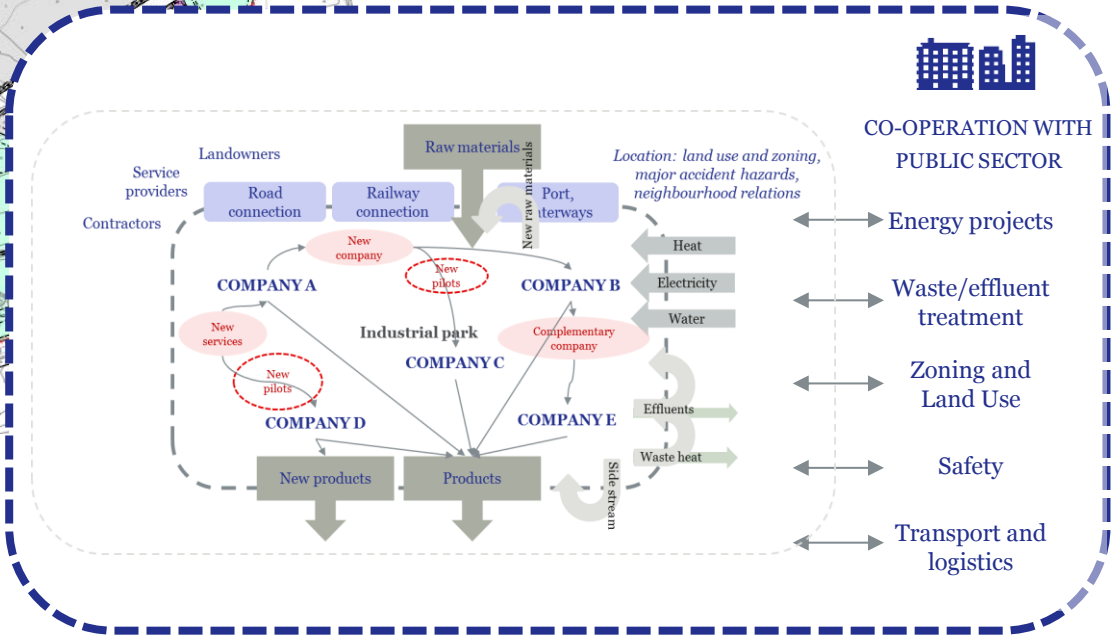 CO-OPERATION WITH
PUBLIC SECTOR
Landowners
Service
providers
Contractors
Raw materials
New raw materials
Location: land use and zoning,
major accident hazards,
neighbourhood relations
Road
connection
Railway
connection
Port,
New
company
New
pilots
COMPANY A
COMPANY B
Heat
Electricity
Water
New
services
Industrial park
Complementary
company
COMPANY C
New
pilots
COMPANY D
COMPANY E
Effluents
Waste heat
New products
Products
Side stream
Energy projects
Waste/effluent
treatment
Zoning and
Land Use
Safety
Transport and
logistics